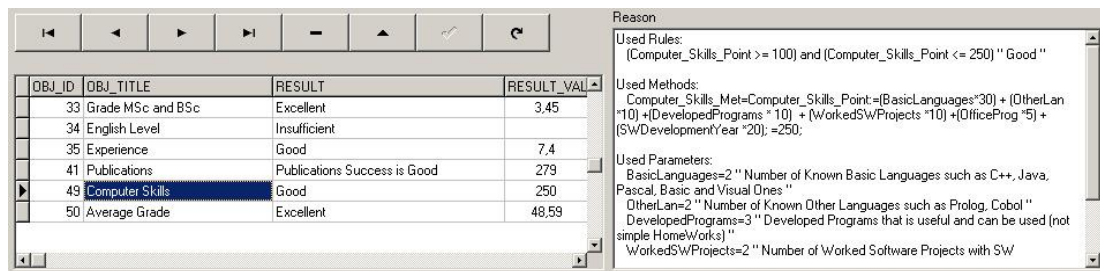 OBJ_ID OBJ_TITLE RESULT RESULT_VAL
33 Grade MSc and BSc Excellent 3,45
34 English Level Insufficient
35 Experience Good 7,4
41 Publications Publications Success is Good 279
49 Computer Skills Good 250
50 Average Grade Excellent 48,59
Reason
Used Rules:
(Computer_Skills_Point >= 100) and (Computer_Skills_Point <= 250) " Good "
Used Methods:
Computer_Skills_Met=Computer_Skills_Point:=(BasicLanguages*30) + (OtherLan
*10) +(DevelopedPrograms * 10) + (WorkedSWProjects *10) +(OfficeProg *5) +
(SWDevelopmentYear *20); =250;
Used Parameters:
BasicLanguages=2 " Number of Known Basic Languages such as C++, Java,
Pascal, Basic and Visual Ones "
OtherLan=2 " Number of Known Other Languages such as Prolog, Cobol "
DevelopedPrograms=3 " Developed Programs that is useful and can be used (not
simple HomeWorks) "
WorkedSWProjects=2 " Number of Worked Software Projects with SW